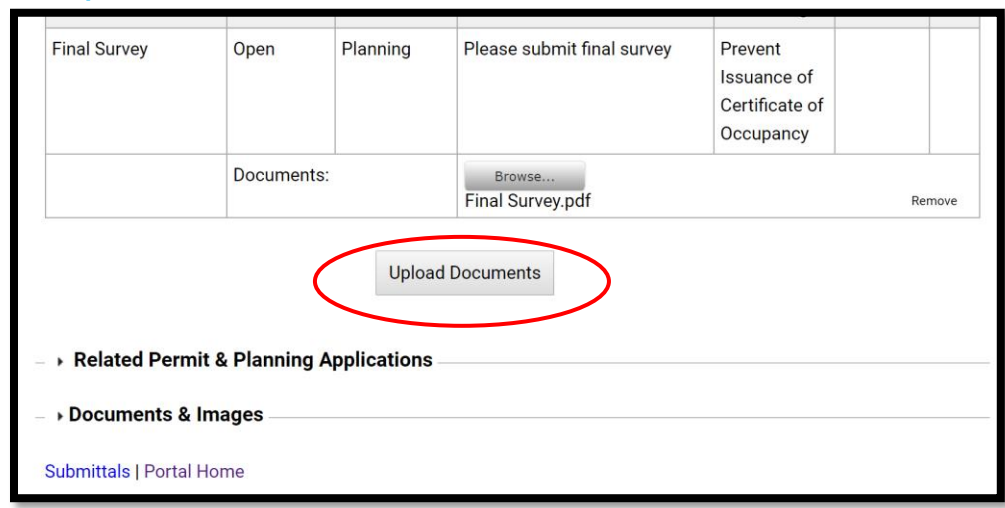 Final Survey Open Planning Please submit final survey Prevent
Issuance of
Certificate of
Occupancy
Documents: Browse...
Final Survey.pdf Remove
Upload Documents
Related Permit & Planning Applications
Documents & Images
Submittals | Portal Home